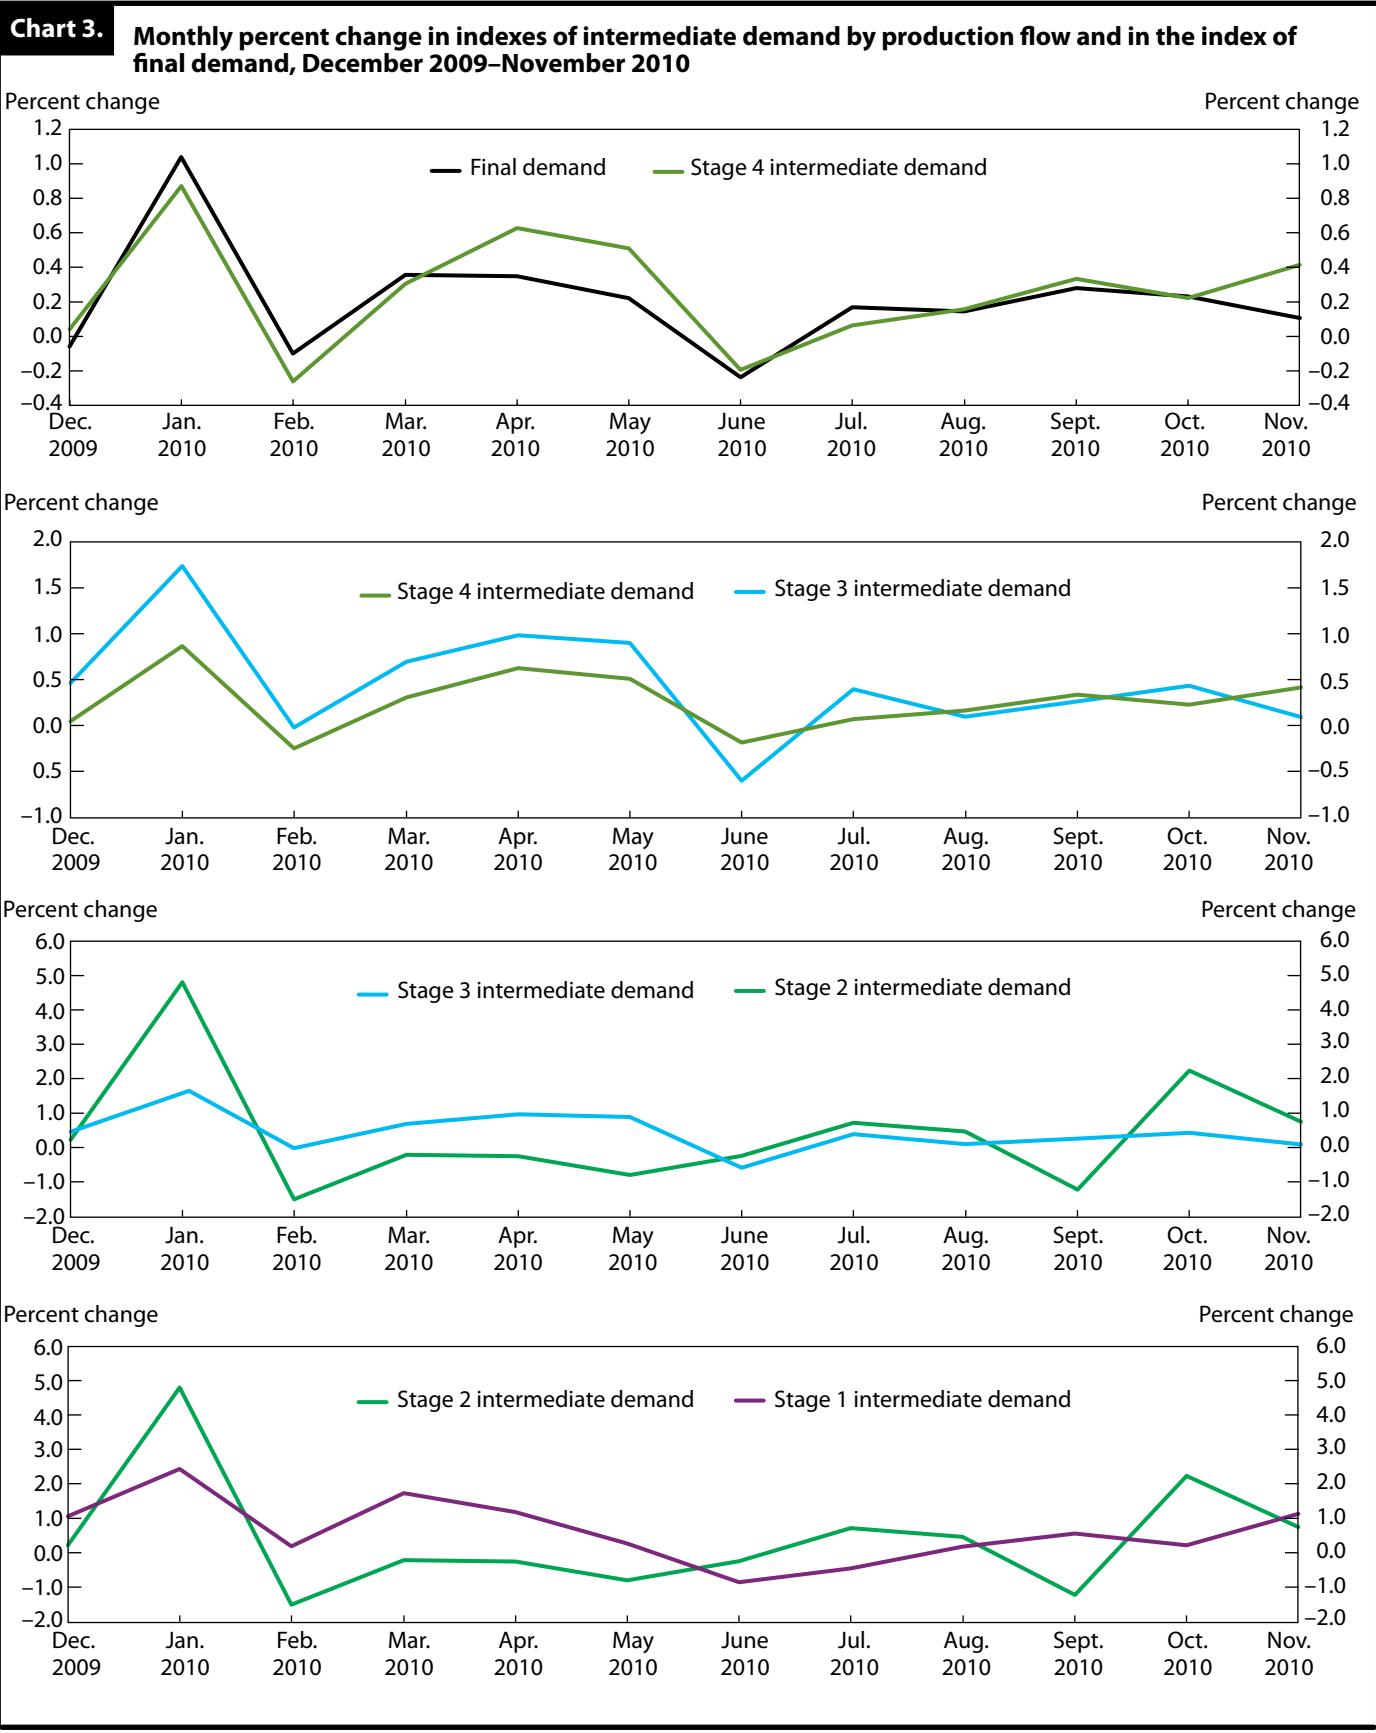 Chart 3.
Monthly percent change in indexes of intermediate demand by production flow and in the index of
final demand, December 2009–November 2010
Percent change Percent change
1.2 1.2
1.0 Final demand Stage 4 intermediate demand 1.0
0.8 0.8
0.6 0.6
0.4 0.4
0.2 0.2
0.0 0.0
–0.2 –0.2
–0.4 –0.4
Dec. Jan. Feb. Mar. Apr. May June Jul. Aug. Sept. Oct. Nov.
2009 2010 2010 2010 2010 2010 2010 2010 2010 2010 2010 2010
Percent change Percent change
2.0 2.0
1.5 Stage 4 intermediate demand Stage 3 intermediate demand 1.5
1.0 1.0
0.5 0.5
0.0 0.0
0.5 –0.5
–1.0 –1.0
Dec. Jan. Feb. Mar. Apr. May June Jul. Aug. Sept. Oct. Nov.
2009 2010 2010 2010 2010 2010 2010 2010 2010 2010 2010 2010
Percent change Percent change
6.0 6.0
5.0 Stage 3 intermediate demand Stage 2 intermediate demand 5.0
4.0 4.0
3.0 3.0
2.0 2.0
1.0 1.0
0.0 0.0
–1.0 –1.0
–2.0 –2.0
Dec. Jan. Feb. Mar. Apr. May June Jul. Aug. Sept. Oct. Nov.
2009 2010 2010 2010 2010 2010 2010 2010 2010 2010 2010 2010
Percent change Percent change
6.0 6.0
5.0 Stage 2 intermediate demand Stage 1 intermediate demand 5.0
4.0 4.0
3.0 3.0
2.0 2.0
1.0 1.0
0.0 0.0
–1.0 –1.0
–2.0 –2.0
Dec. Jan. Feb. Mar. Apr. May June Jul. Aug. Sept. Oct. Nov.
2009 2010 2010 2010 2010 2010 2010 2010 2010 2010 2010 2010